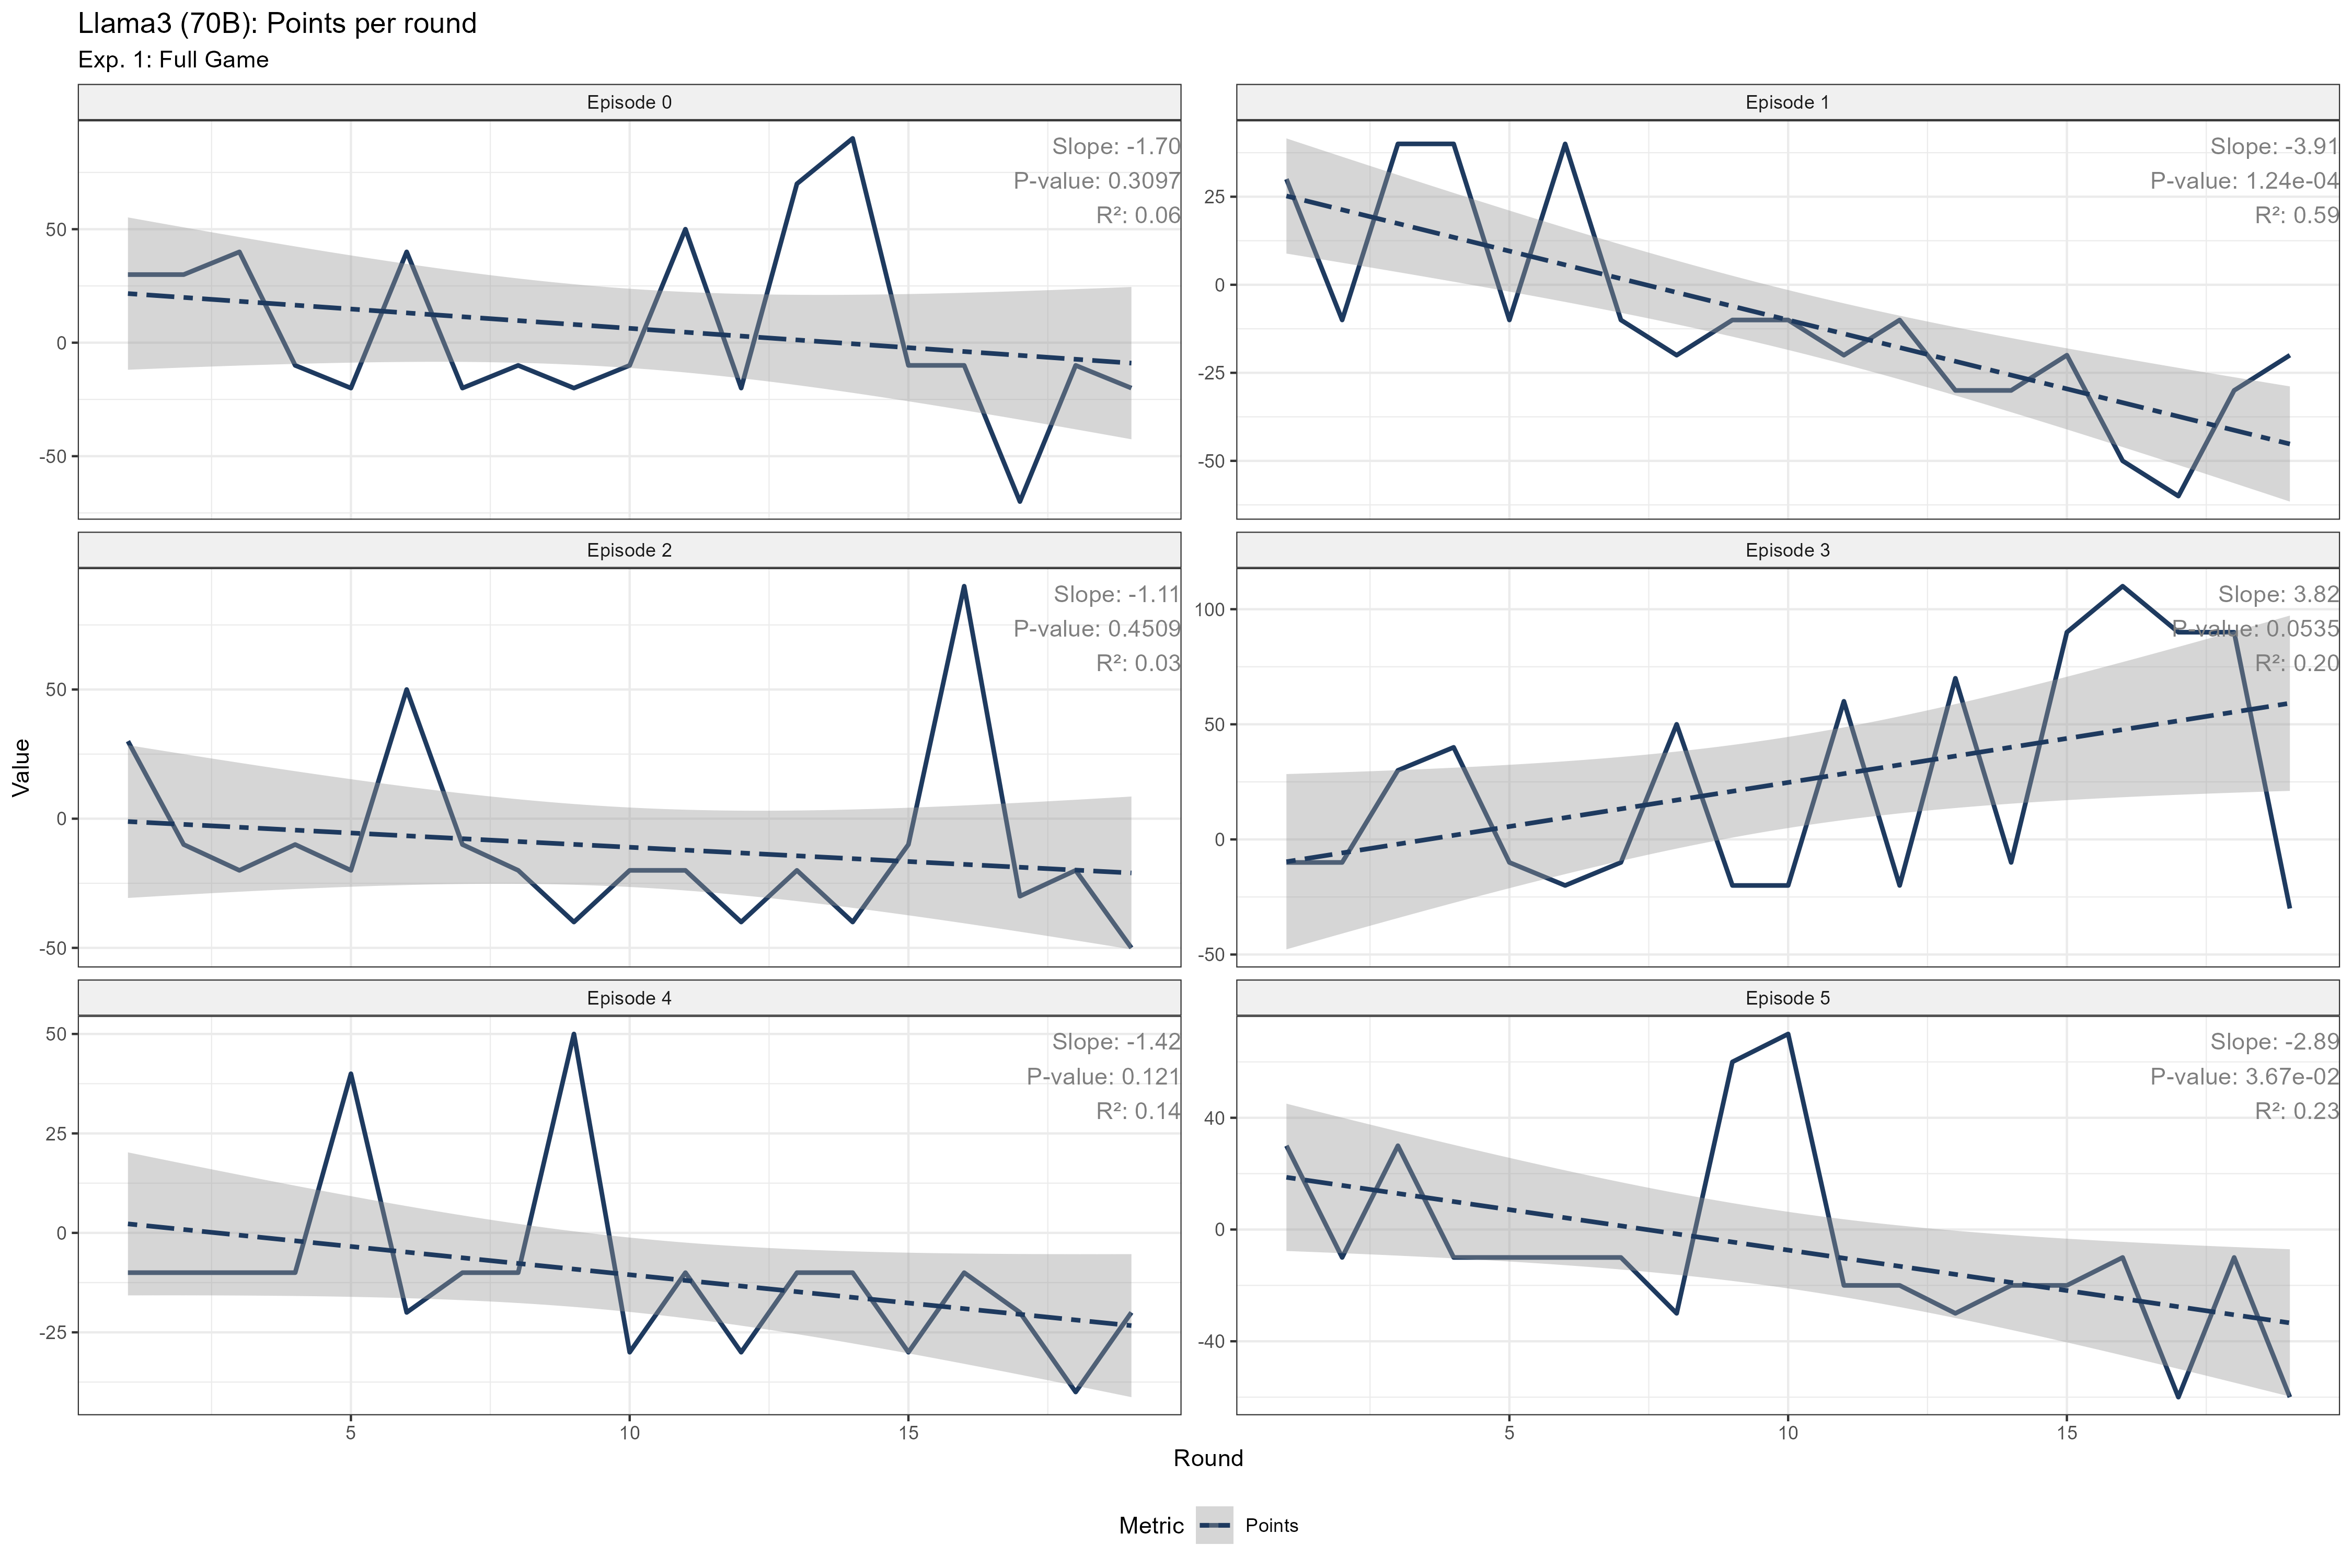 Llama3 (70B): Points per round
Exp. 1: Full Game
Episode 0
Slope: -1.70
P-value: 0.3097
R²: 0.06
50
0
-50
Episode 1
Slope: -3.91
P-value: 1.24e-04
R²: 0.59
25
0
-25
-50
Episode 2
Slope: -1.11
P-value: 0.4509
R²: 0.03
50
0
-50
Episode 3
Slope: 3.82
P-value: 0.0535
R²: 0.20
100
50
0
-50
Episode 4
Slope: -1.42
P-value: 0.121
R²: 0.14
50
25
0
-25
5 10 15
Episode 5
Slope: -2.89
P-value: 3.67e-02
R²: 0.23
40
0
-40
5 10 15
Value
Round
Metric Points